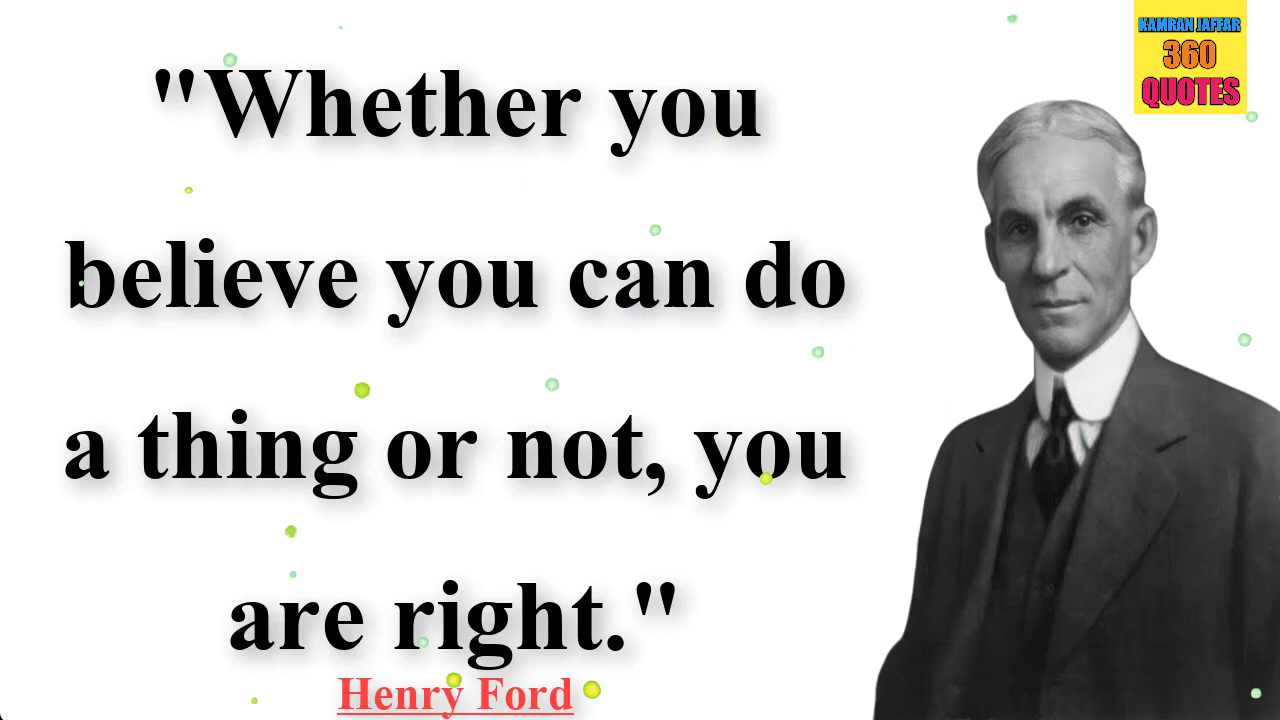 KAMRAN JAFFAR
360
QUOTES
"Whether you
believe you can do
a thing or not, you
are right."
Henry Ford